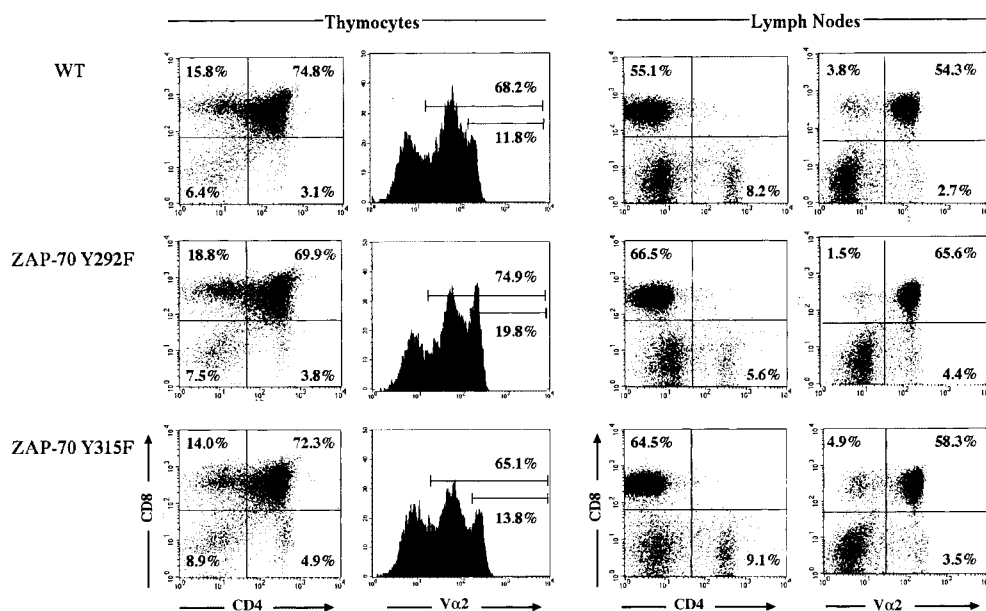 Thymocytes
Lymph Nodes
WT
15.8% 74.8%
6.4% 3.1%
68.2%
11.8%
55.1%
8.2%
3.8% 54.3%
2.7%
ZAP-70 Y292F
18.8% 69.9%
7.5% 3.8%
74.9%
19.8%
66.5%
5.6%
1.5% 65.6%
4.4%
ZAP-70 Y315F
14.0% 72.3%
8.9% 4.9%
65.1%
13.8%
64.5%
9.1%
4.9% 58.3%
3.5%
CD8
CD8
CD4
Vα2
CD4
Vα2